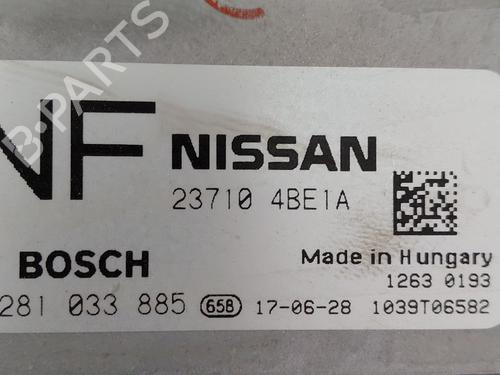 B-PARTS
NF NISSAN
23710 4BE1A
BOSCH Made in Hungary
1263 0193
281 033 885 658 17-06-28 1039T06582